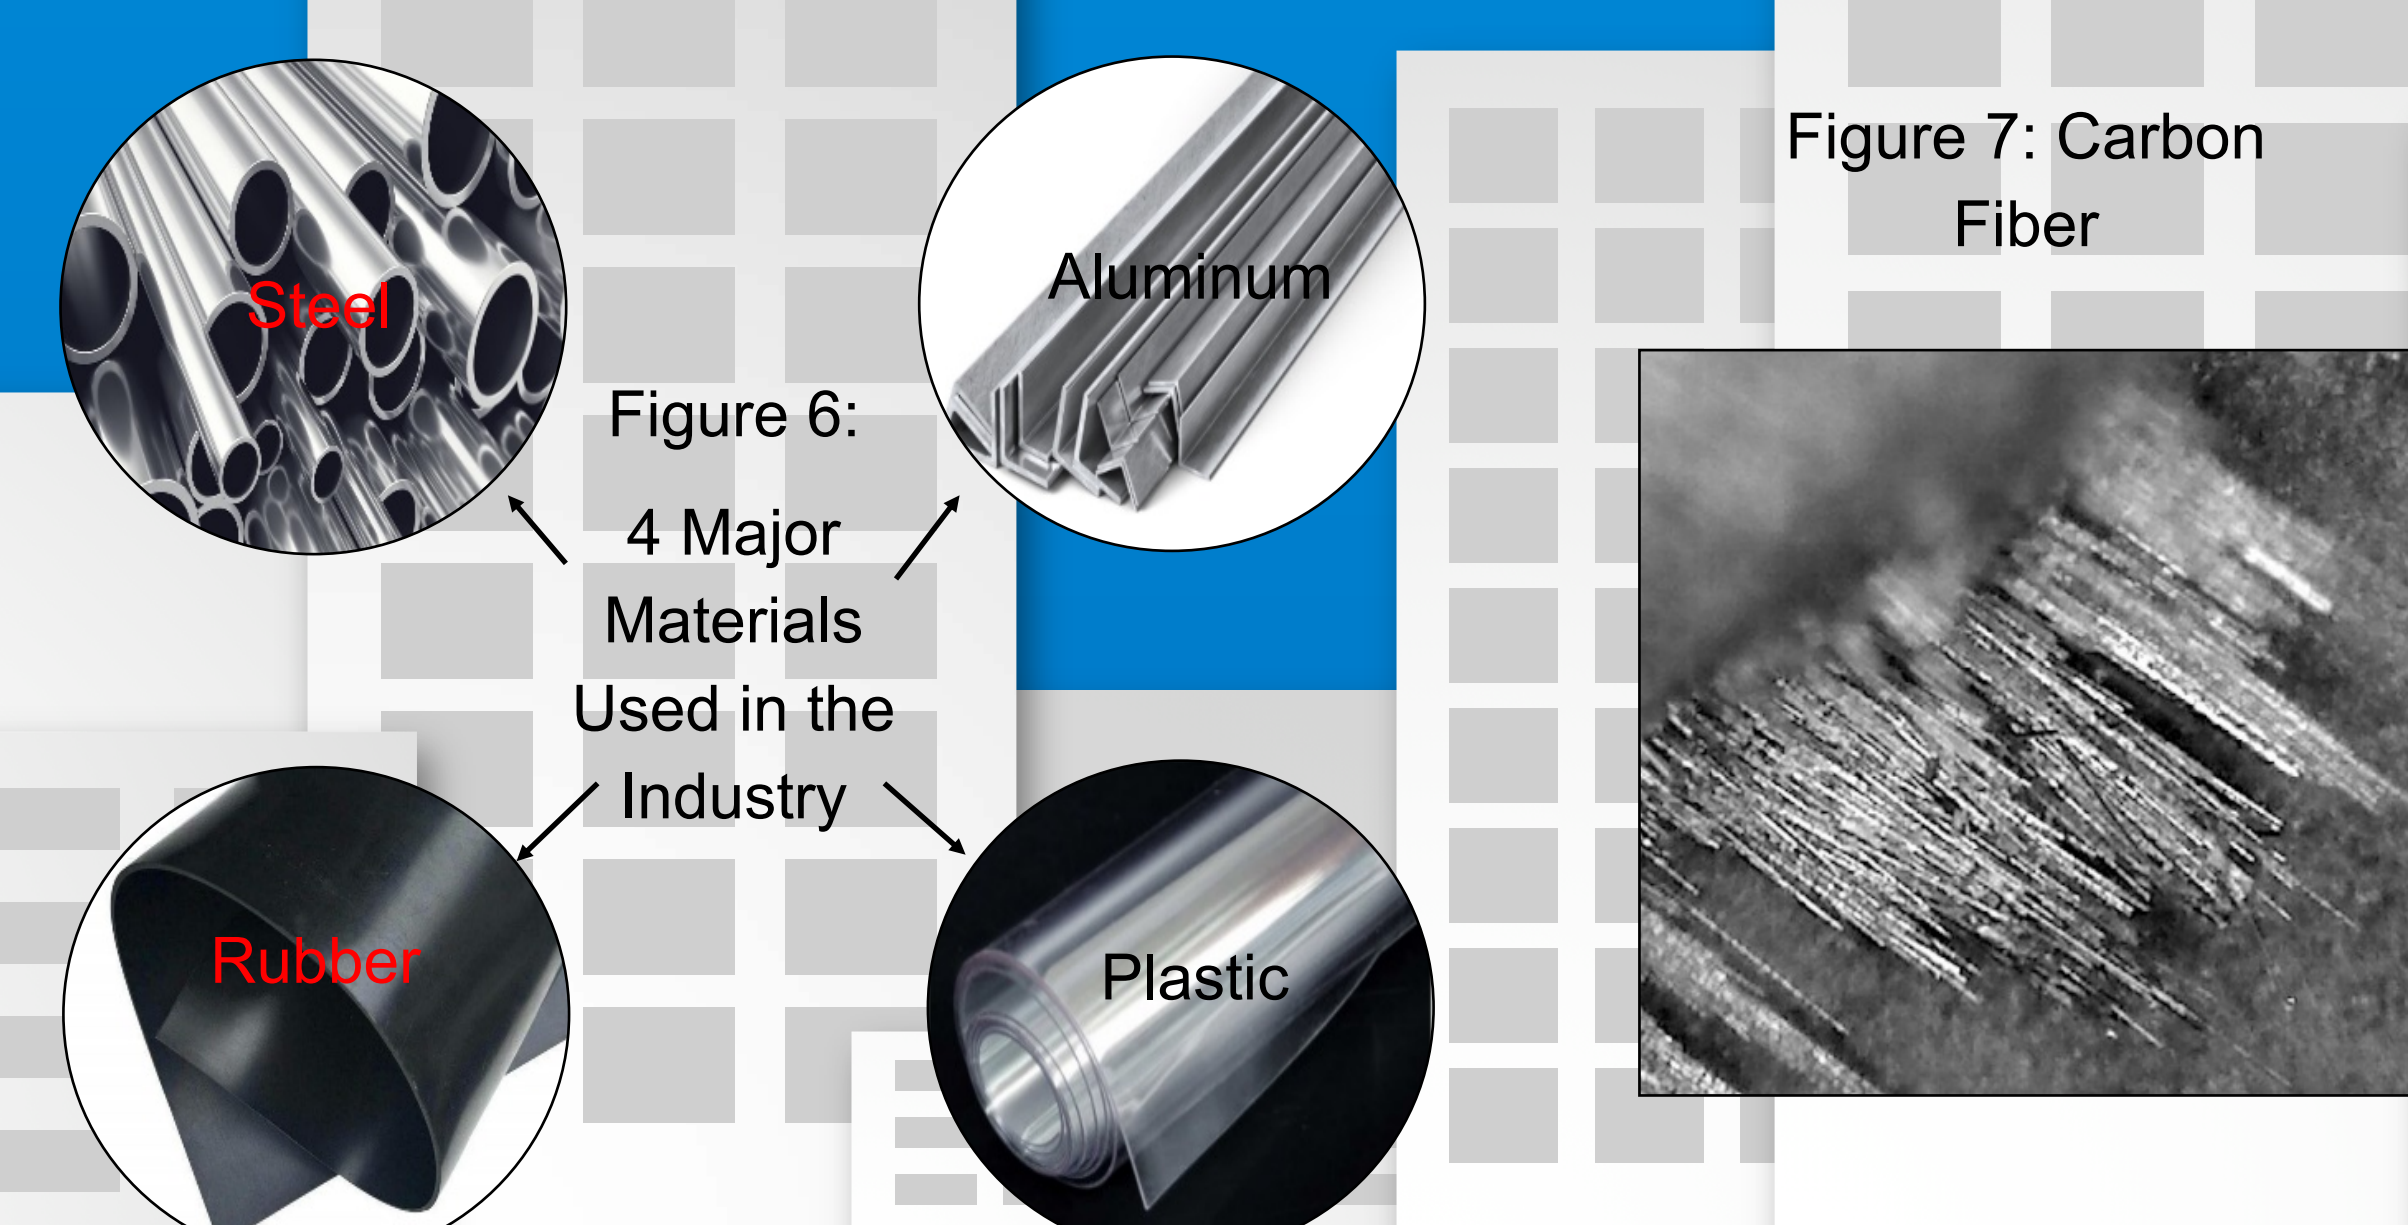 Steel
Aluminum
Figure 6:
4 Major
Materials
Used in the
Industry
Rubber
Plastic
Figure 7: Carbon
Fiber